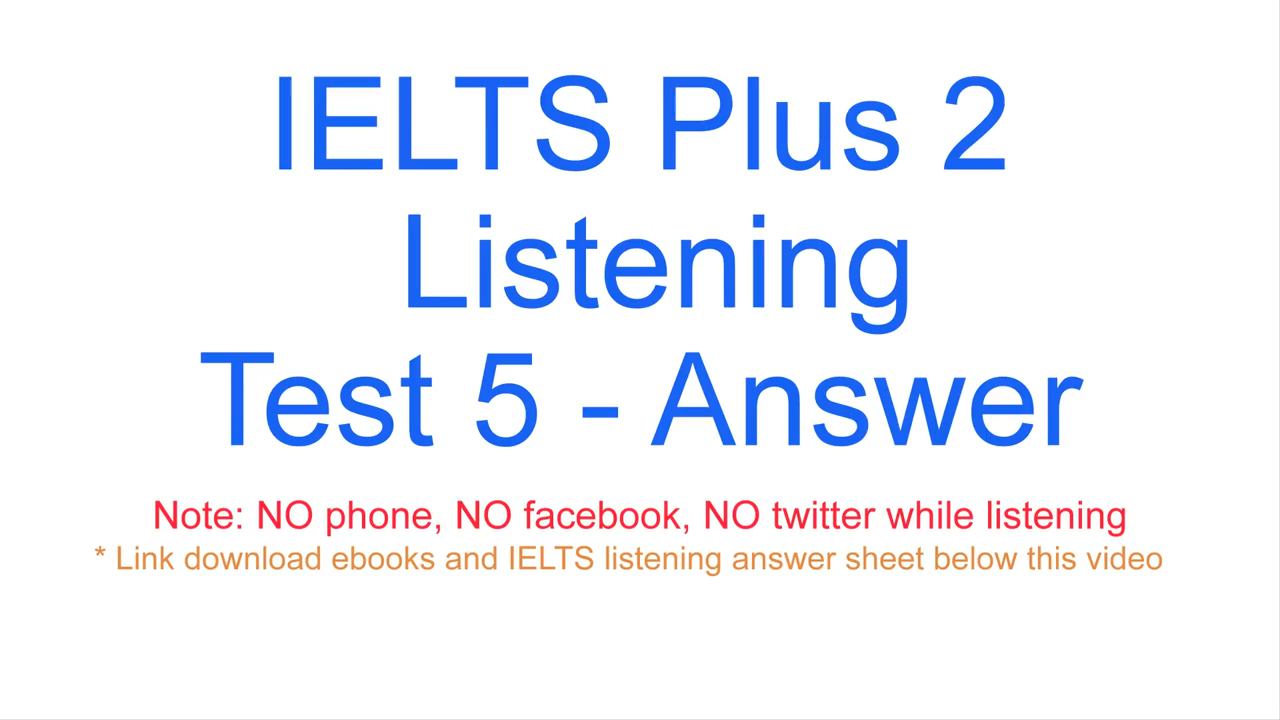 IELTS Plus 2
Listening
Test 5 - Answer
Note: NO phone, NO facebook, NO twitter while listening
* Link download ebooks and IELTS listening answer sheet below this video